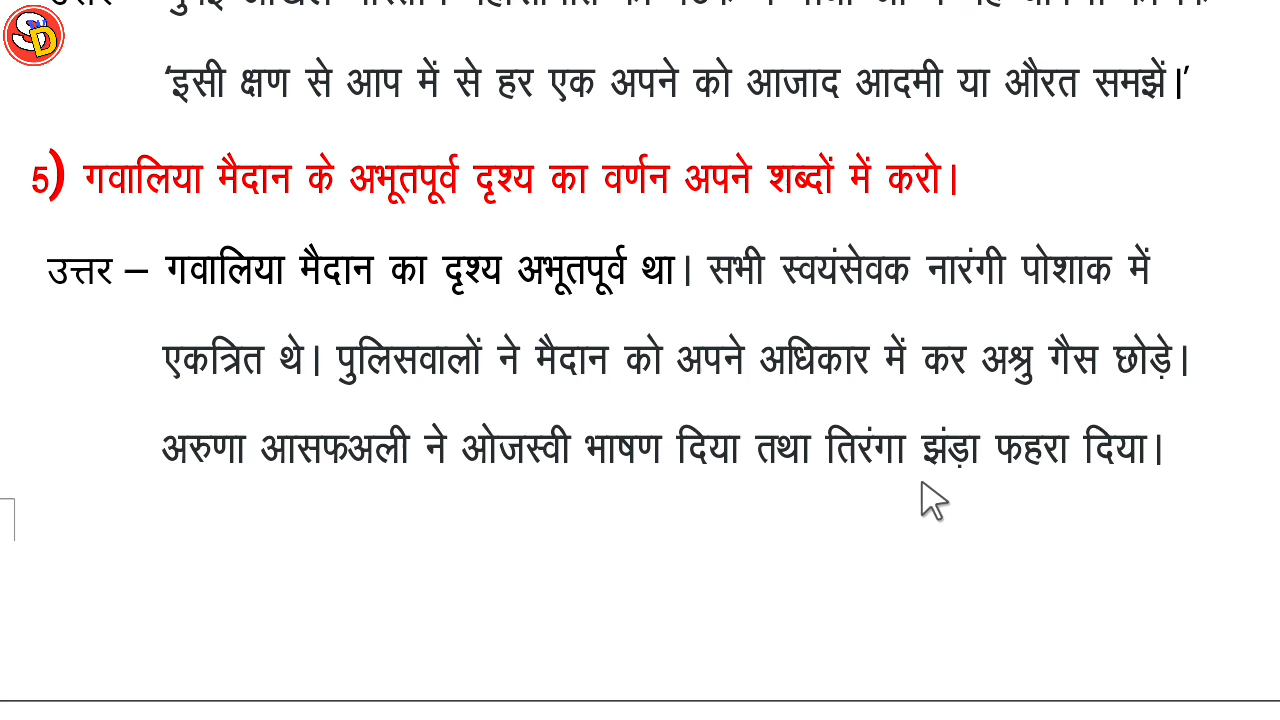 SD
'इसी क्षण से आप में से हर एक अपने को आजाद आदमी या औरत समझें।'
5) गवालिया मैदान के अभूतपूर्व दृश्य का वर्णन अपने शब्दों में करो।
उत्तर – गवालिया मैदान का दृश्य अभूतपूर्व था। सभी स्वयंसेवक नारंगी पोशाक में
एकत्रित थे। पुलिसवालों ने मैदान को अपने अधिकार में कर अश्रु गैस छोड़े।
अरुणा आसफअली ने ओजस्वी भाषण दिया तथा तिरंगा झंड़ा फहरा दिया।